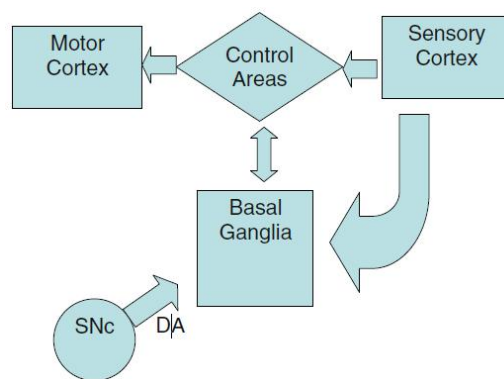 Motor
Cortex
Control
Areas
Sensory
Cortex
Basal
Ganglia
SNc
DA